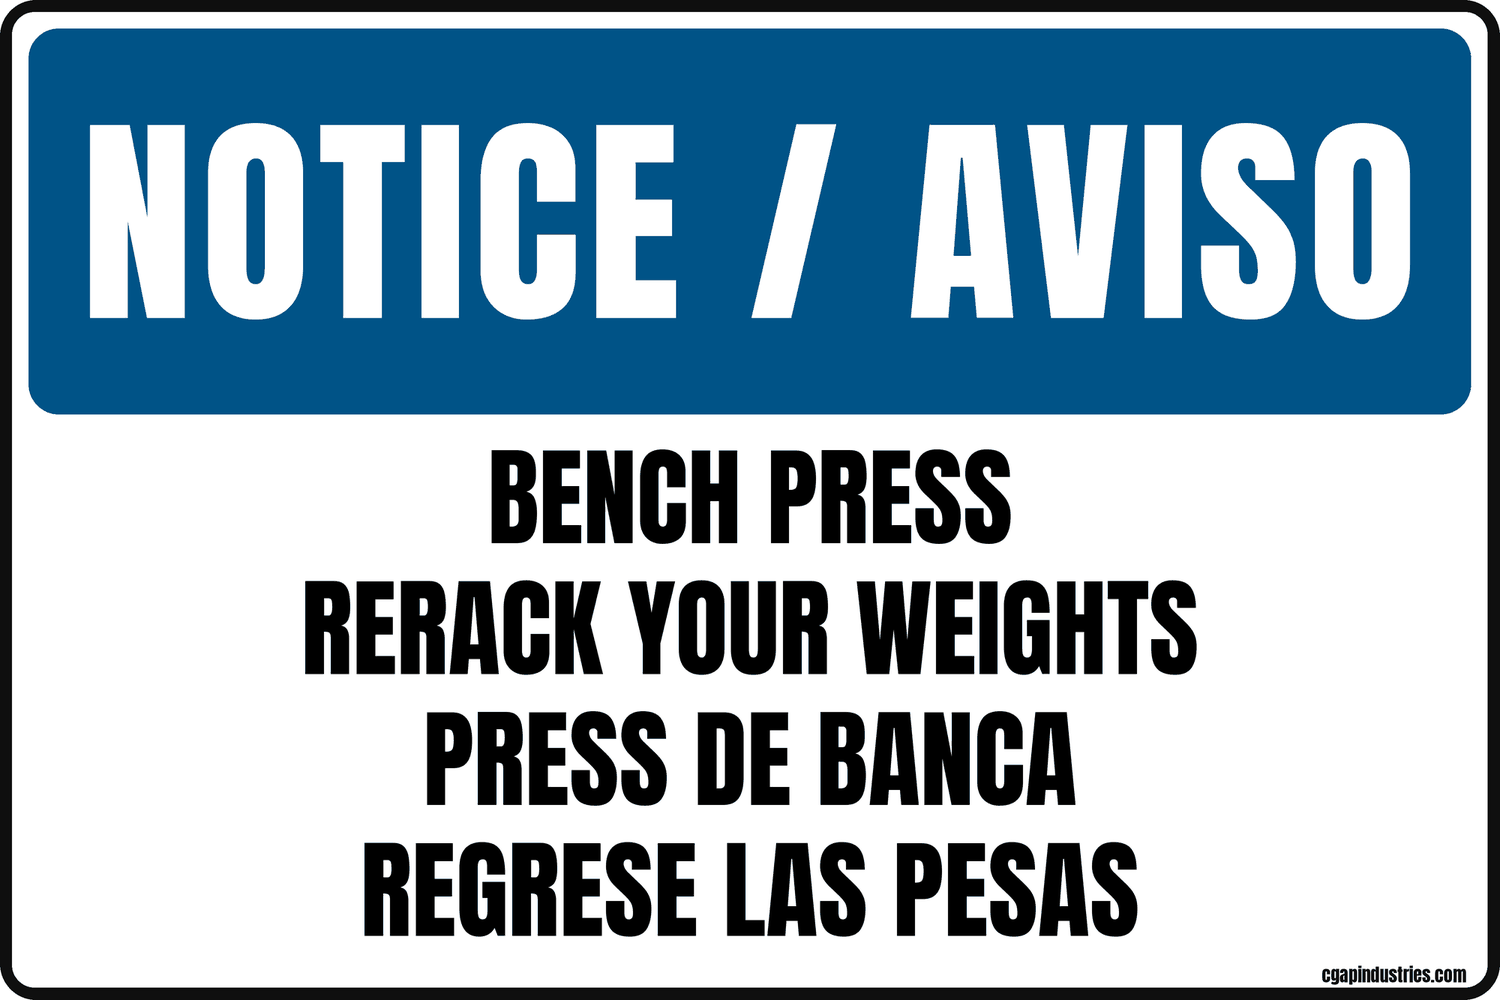 NOTICE / AVISO
BENCH PRESS
RERACK YOUR WEIGHTS
PRESS DE BANCA
REGRESE LAS PESAS
cgapindustries.com